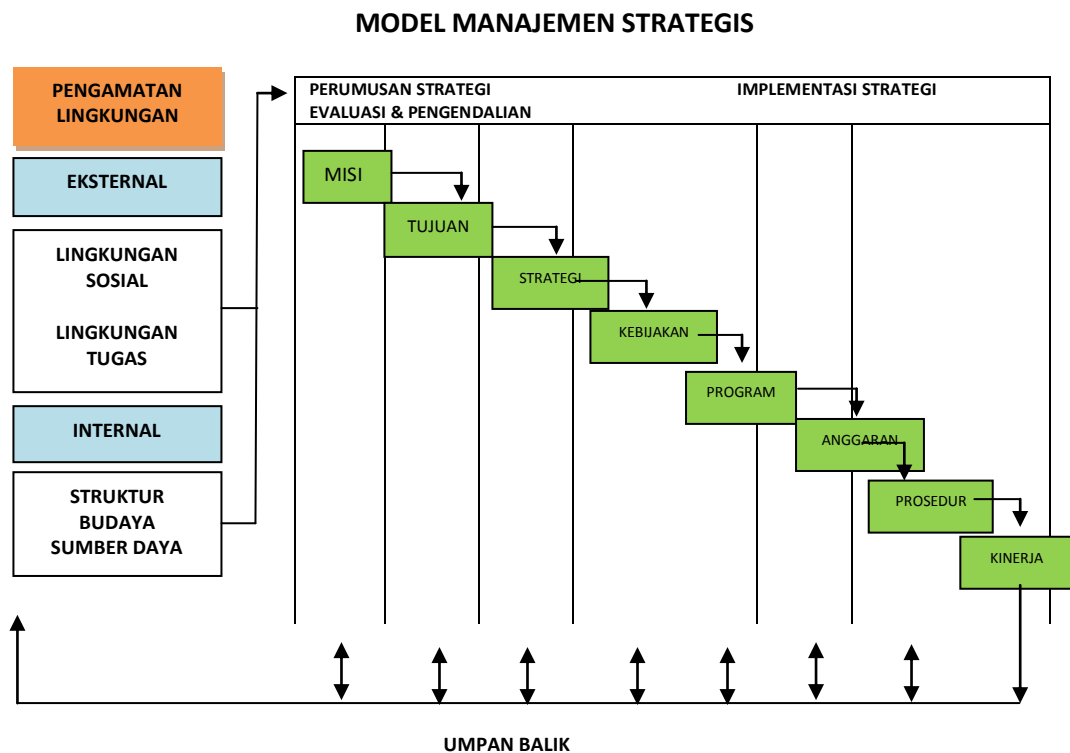 MODEL MANAJEMEN STRATEGIS
PENGAMATAN
LINGKUNGAN
EKSTERNAL
LINGKUNGAN
SOSIAL
LINGKUNGAN
TUGAS
INTERNAL
STRUKTUR
BUDAYA
SUMBER DAYA
PERUMUSAN STRATEGI IMPLEMENTASI STRATEGI
EVALUASI & PENGENDALIAN
MISI
TUJUAN
STRATEGI
KEBIJAKAN
PROGRAM
ANGGARAN
PROSEDUR
KINERJA
UMPAN BALIK